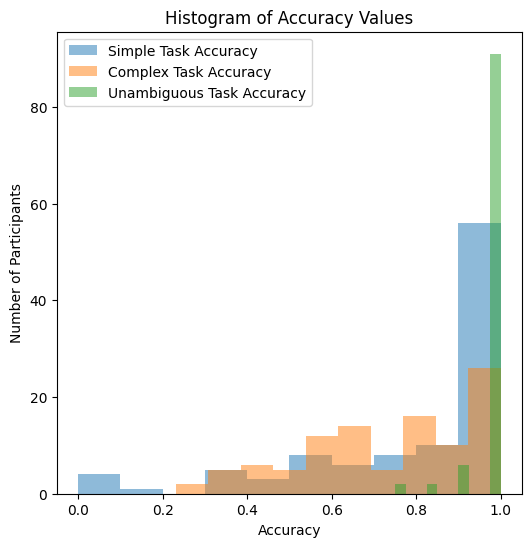 Histogram of Accuracy Values
Simple Task Accuracy
Complex Task Accuracy
Unambiguous Task Accuracy
Number of Participants
80
60
40
20
0
0.0 0.2 0.4 0.6 0.8 1.0
Accuracy